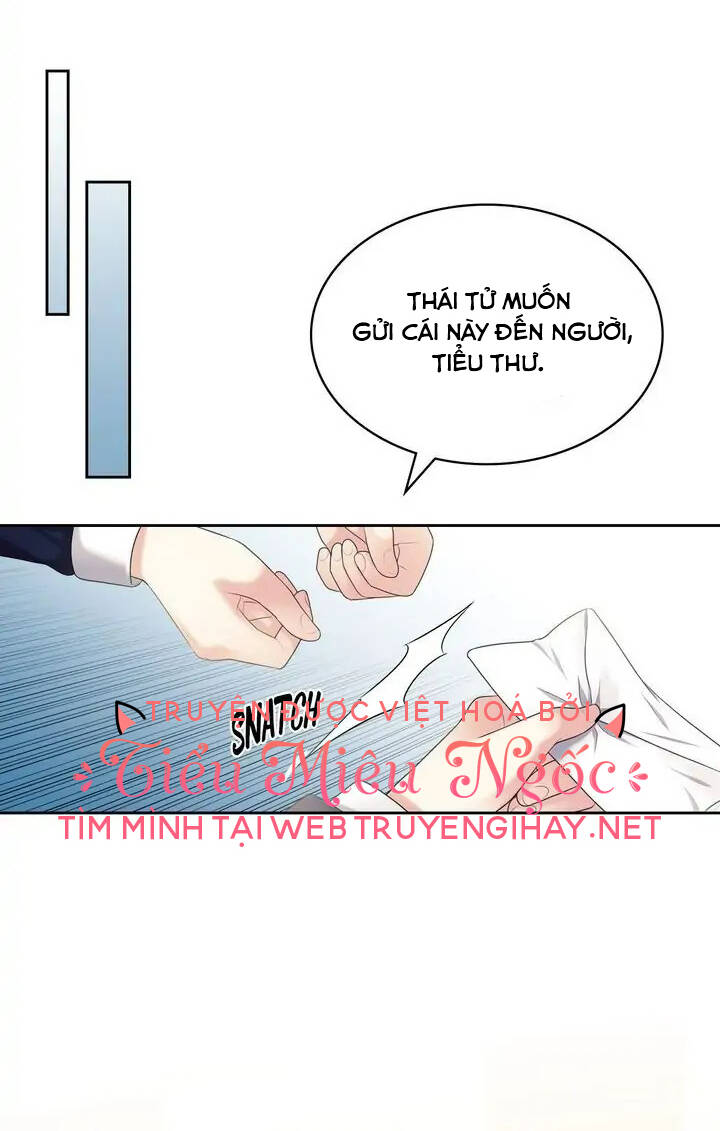 THÁI TỬ MUỐN
GỬI CÁI NÀY ĐẾN NGƯỜI,
TIỂU THƯ.
SNATCH
TRUYỆN ĐƯỢC VIỆT HOÁ BỞI
Tiểu Miêu Ngốc
TÌM MÌNH TẠI WEB TRUYENGIHAY.NET